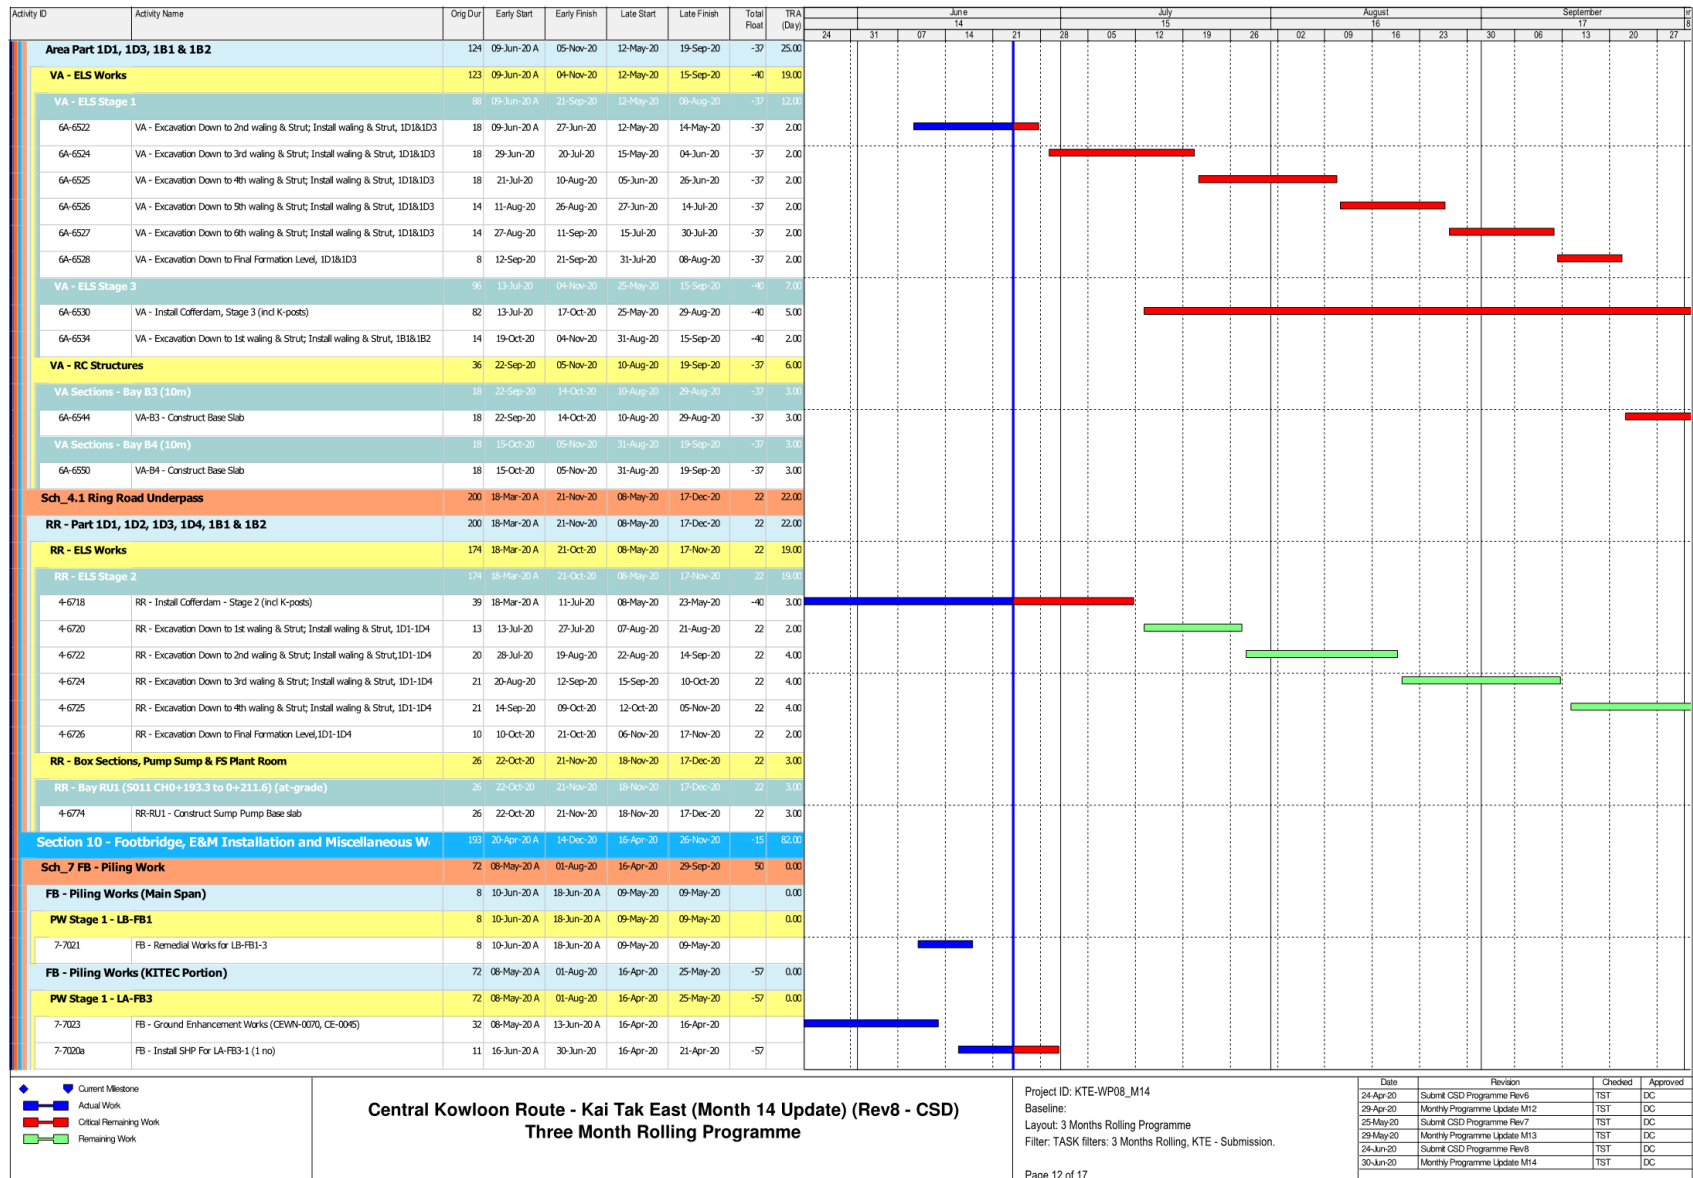 Activity ID Activity Name Orig Dur Early Start Early Finish Late Start Late Finish Total Float TRA (Day)
June July August September
14 15 16 17 8
24 31 07 14 21 28 05 12 19 26 02 09 16 23 30 06 13 20 27
Area Part 1D1, 1D3, 1B1 & 1B2 124 09-Jun-20 A 05-Nov-20 12-May-20 19-Sep-20 -37 25.00
VA - ELS Works 123 09-Jun-20 A 04-Nov-20 12-May-20 15-Sep-20 -40 19.00
VA - ELS Stage 1 88 09-Jun-20 A 21-Sep-20 12-May-20 08-Aug-20 -37 12.00
6A-6522 VA - Excavation Down to 2nd waling & Strut; Install waling & Strut, 1D1&1D3 18 09-Jun-20 A 27-Jun-20 12-May-20 14-May-20 -37 2.00
6A-6524 VA - Excavation Down to 3rd waling & Strut; Install waling & Strut, 1D1&1D3 18 29-Jun-20 20-Jul-20 15-May-20 04-Jun-20 -37 2.00
6A-6525 VA - Excavation Down to 4th waling & Strut; Install waling & Strut, 1D1&1D3 18 21-Jul-20 10-Aug-20 05-Jun-20 26-Jun-20 -37 2.00
6A-6526 VA - Excavation Down to 5th waling & Strut; Install waling & Strut, 1D1&1D3 14 11-Aug-20 26-Aug-20 27-Jun-20 14-Jul-20 -37 2.00
6A-6527 VA - Excavation Down to 6th waling & Strut; Install waling & Strut, 1D1&1D3 14 27-Aug-20 11-Sep-20 15-Jul-20 30-Jul-20 -37 2.00
6A-6528 VA - Excavation Down to Final Formation Level, 1D1&1D3 8 12-Sep-20 21-Sep-20 31-Jul-20 08-Aug-20 -37 2.00
VA - ELS Stage 3 96 13-Jul-20 04-Nov-20 25-May-20 15-Sep-20 -40 7.00
6A-6530 VA - Install Cofferdam, Stage 3 (incl K-posts) 82 13-Jul-20 17-Oct-20 25-May-20 29-Aug-20 -40 5.00
6A-6534 VA - Excavation Down to 1st waling & Strut; Install waling & Strut, 1B1&1B2 14 19-Oct-20 04-Nov-20 31-Aug-20 15-Sep-20 -40 2.00
VA - RC Structures 36 22-Sep-20 05-Nov-20 10-Aug-20 19-Sep-20 -37 6.00
VA Sections - Bay B3 (10m) 18 22-Sep-20 14-Oct-20 10-Aug-20 29-Aug-20 -37 3.00
6A-6544 VA-B3 - Construct Base Slab 18 22-Sep-20 14-Oct-20 10-Aug-20 29-Aug-20 -37 3.00
VA Sections - Bay B4 (10m) 18 15-Oct-20 05-Nov-20 31-Aug-20 19-Sep-20 -37 3.00
6A-6550 VA-B4 - Construct Base Slab 18 15-Oct-20 05-Nov-20 31-Aug-20 19-Sep-20 -37 3.00
Sch_4.1 Ring Road Underpass 200 18-Mar-20 A 21-Nov-20 08-May-20 17-Dec-20 22 22.00
RR - Part 1D1, 1D2, 1D3, 1D4, 1B1 & 1B2 200 18-Mar-20 A 21-Nov-20 08-May-20 17-Dec-20 22 22.00
RR - ELS Works 174 18-Mar-20 A 21-Oct-20 08-May-20 17-Nov-20 22 19.00
RR - ELS Stage 2 174 18-Mar-20 A 21-Oct-20 08-May-20 17-Nov-20 22 19.00
4-6718 RR - Install Cofferdam - Stage 2 (incl K-posts) 39 18-Mar-20 A 11-Jul-20 08-May-20 23-May-20 -40 3.00
4-6720 RR - Excavation Down to 1st waling & Strut; Install waling & Strut, 1D1-1D4 13 13-Jul-20 27-Jul-20 07-Aug-20 21-Aug-20 22 2.00
4-6722 RR - Excavation Down to 2nd waling & Strut; Install waling & Strut,1D1-1D4 20 28-Jul-20 19-Aug-20 22-Aug-20 14-Sep-20 22 4.00
4-6724 RR - Excavation Down to 3rd waling & Strut; Install waling & Strut, 1D1-1D4 21 20-Aug-20 12-Sep-20 15-Sep-20 10-Oct-20 22 4.00
4-6725 RR - Excavation Down to 4th waling & Strut; Install waling & Strut, 1D1-1D4 21 14-Sep-20 09-Oct-20 12-Oct-20 05-Nov-20 22 4.00
4-6726 RR - Excavation Down to Final Formation Level,1D1-1D4 10 10-Oct-20 21-Oct-20 06-Nov-20 17-Nov-20 22 2.00
RR - Box Sections, Pump Sump & FS Plant Room 26 22-Oct-20 21-Nov-20 18-Nov-20 17-Dec-20 22 3.00
RR - Bay RU1 (S011 CH0+193.3 to 0+211.6) (at-grade) 26 22-Oct-20 21-Nov-20 18-Nov-20 17-Dec-20 22 3.00
4-6774 RR-RU1 - Construct Sump Pump Base slab 26 22-Oct-20 21-Nov-20 18-Nov-20 17-Dec-20 22 3.00
Section 10 - Footbridge, E&M Installation and Miscellaneous W 193 20-Apr-20 A 14-Dec-20 16-Apr-20 26-Nov-20 -15 82.00
Sch_7 FB - Piling Work 72 08-May-20 A 01-Aug-20 16-Apr-20 29-Sep-20 50 0.00
FB - Piling Works (Main Span) 8 10-Jun-20 A 18-Jun-20 A 09-May-20 09-May-20 0.00
PW Stage 1 - LB-FB1 8 10-Jun-20 A 18-Jun-20 A 09-May-20 09-May-20 0.00
7-7021 FB - Remedial Works for LB-FB1-3 8 10-Jun-20 A 18-Jun-20 A 09-May-20 09-May-20
FB - Piling Works (KITEC Portion) 72 08-May-20 A 01-Aug-20 16-Apr-20 25-May-20 -57 0.00
PW Stage 1 - LA-FB3 72 08-May-20 A 01-Aug-20 16-Apr-20 25-May-20 -57 0.00
7-7023 FB - Ground Enhancement Works (CEWN-0070, CE-0045) 32 08-May-20 A 13-Jun-20 A 16-Apr-20 16-Apr-20
7-7020a FB - Install SHP For LA-FB3-1 (1 no) 11 16-Jun-20 A 30-Jun-20 16-Apr-20 21-Apr-20 -57
Current Milestone
Actual Work
Critical Remaining Work
Remaining Work
Central Kowloon Route - Kai Tak East (Month 14 Update) (Rev8 - CSD)
Three Month Rolling Programme
Project ID: KTE-WP08_M14
Baseline:
Layout: 3 Months Rolling Programme
Filter: TASK filters: 3 Months Rolling, KTE - Submission.
Page 12 of 17
Date Revision Checked Approved
24-Apr-20 Submit CSD Programme Rev6 TST DC
29-Apr-20 Monthly Programme Update M12 TST DC
25-May-20 Submit CSD Programme Rev7 TST DC
29-May-20 Monthly Programme Update M13 TST DC
24-Jun-20 Submit CSD Programme Rev8 TST DC
30-Jun-20 Monthly Programme Update M14 TST DC